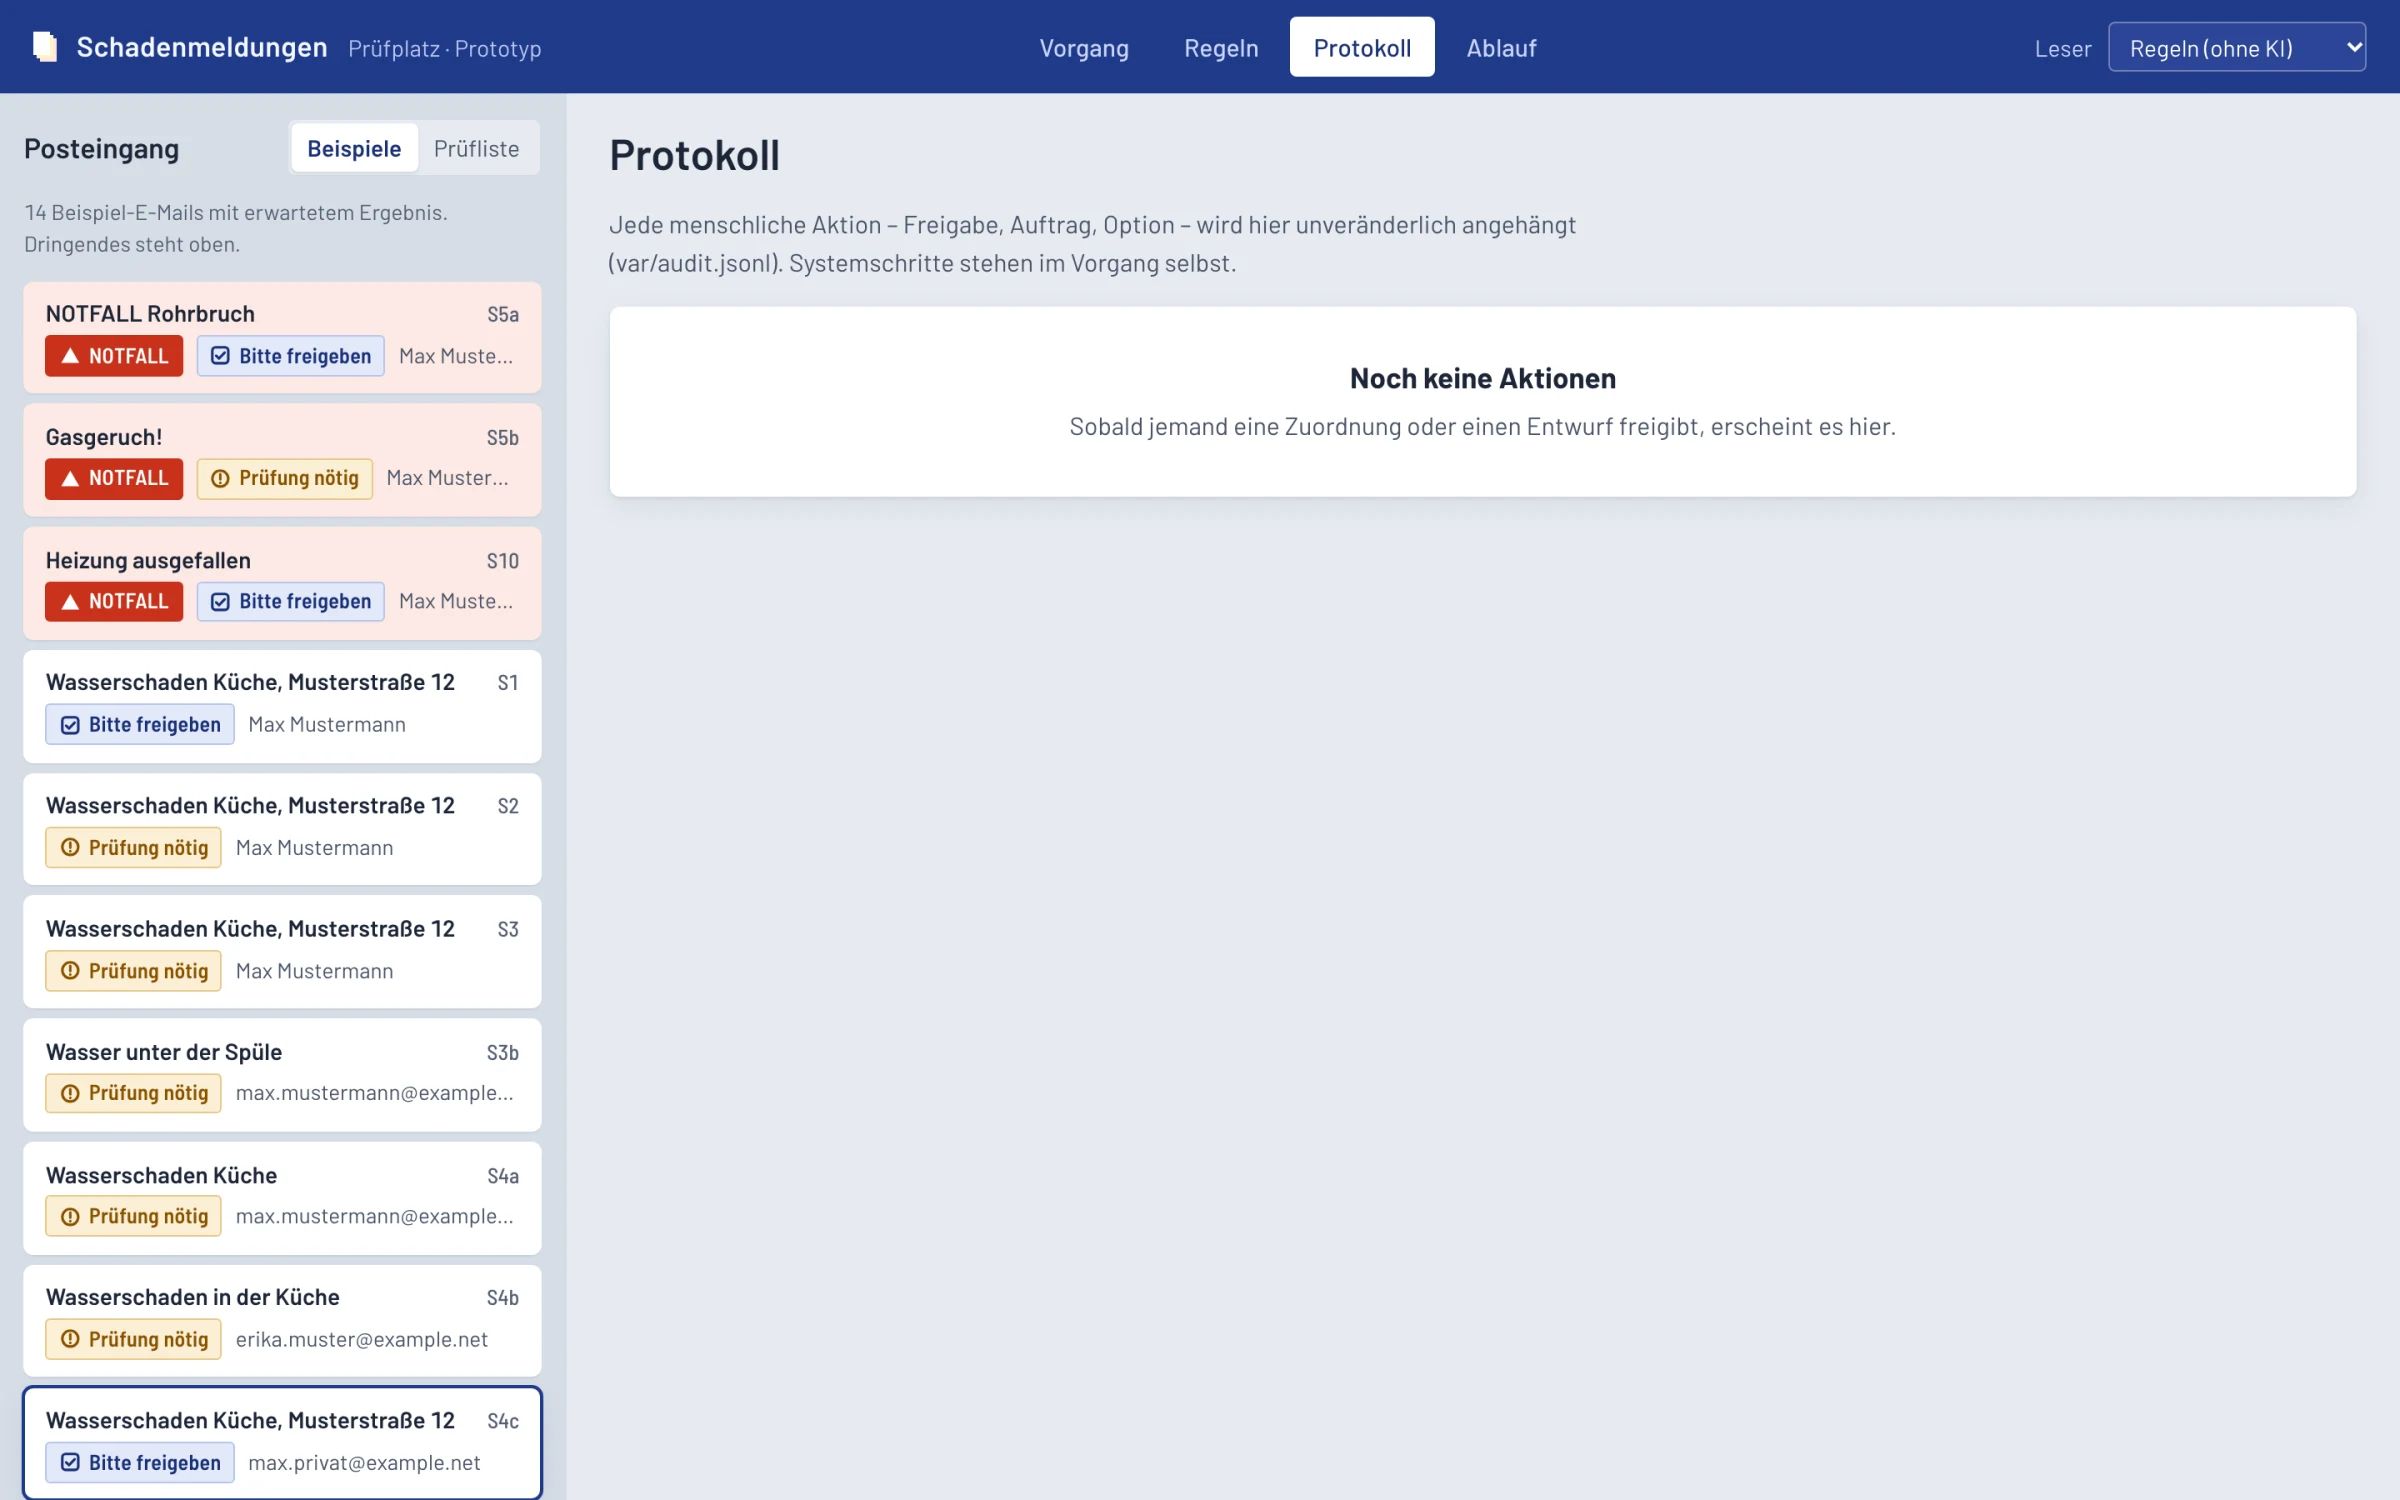 Schadenmeldungen Prüfplatz · Prototyp
Vorgang Regeln Protokoll Ablauf
Leser Regeln (ohne KI)
Posteingang Beispiele Prüfliste
14 Beispiel-E-Mails mit erwartetem Ergebnis.
Dringendes steht oben.
NOTFALL Rohrbruch S5a
NOTFALL Bitte freigeben Max Muste...
Gasgeruch! S5b
NOTFALL Prüfung nötig Max Muster...
Heizung ausgefallen S10
NOTFALL Bitte freigeben Max Muste...
Wasserschaden Küche, Musterstraße 12 S1
Bitte freigeben Max Mustermann
Wasserschaden Küche, Musterstraße 12 S2
Prüfung nötig Max Mustermann
Wasserschaden Küche, Musterstraße 12 S3
Prüfung nötig Max Mustermann
Wasser unter der Spüle S3b
Prüfung nötig max.mustermann@example...
Wasserschaden Küche S4a
Prüfung nötig max.mustermann@example...
Wasserschaden in der Küche S4b
Prüfung nötig erika.muster@example.net
Wasserschaden Küche, Musterstraße 12 S4c
Bitte freigeben max.privat@example.net
Protokoll
Jede menschliche Aktion – Freigabe, Auftrag, Option – wird hier unveränderlich angehängt
(var/audit.jsonl). Systemschritte stehen im Vorgang selbst.
Noch keine Aktionen
Sobald jemand eine Zuordnung oder einen Entwurf freigibt, erscheint es hier.